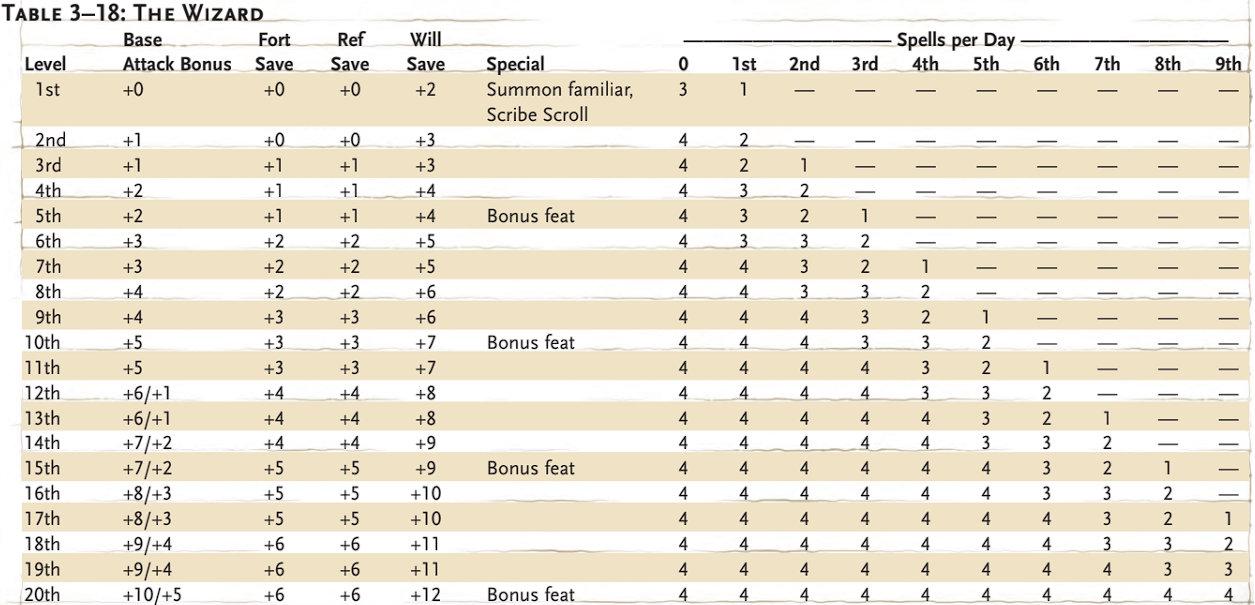 TABLE 3–18: THE WIZARD
Base Fort Ref Will ——— Spells per Day ———
Level Attack Bonus Save Save Save Special 0 1st 2nd 3rd 4th 5th 6th 7th 8th 9th
1st +0 +0 +0 +2 Summon familiar, 3 1 — — — — — — — —
Scribe Scroll
2nd +1 +0 +0 +3 4 2 — — — — — — — —
3rd +1 +1 +1 +3 4 2 1 — — — — — — —
4th +2 +1 +1 +4 4 3 2 — — — — — — —
5th +2 +1 +1 +4 Bonus feat 4 3 2 1 — — — — — —
6th +3 +2 +2 +5 4 3 3 2 — — — — — —
7th +3 +2 +2 +5 4 4 3 2 1 — — — — —
8th +4 +2 +2 +6 4 4 3 3 2 — — — — —
9th +4 +3 +3 +6 4 4 4 3 2 1 — — — —
10th +5 +3 +3 +7 Bonus feat 4 4 4 3 3 2 — — — —
11th +5 +3 +3 +7 4 4 4 4 3 2 1 — — —
12th +6/+1 +4 +4 +8 4 4 4 4 3 3 2 — — —
13th +6/+1 +4 +4 +8 4 4 4 4 4 3 2 1 — —
14th +7/+2 +4 +4 +9 4 4 4 4 4 3 3 2 — —
15th +7/+2 +5 +5 +9 Bonus feat 4 4 4 4 4 4 3 2 1 —
16th +8/+3 +5 +5 +10 4 4 4 4 4 4 3 3 2 —
17th +8/+3 +5 +5 +10 4 4 4 4 4 4 4 3 2 1
18th +9/+4 +6 +6 +11 4 4 4 4 4 4 4 3 3 2
19th +9/+4 +6 +6 +11 4 4 4 4 4 4 4 4 3 3
20th +10/+5 +6 +6 +12 Bonus feat 4 4 4 4 4 4 4 4 4 4